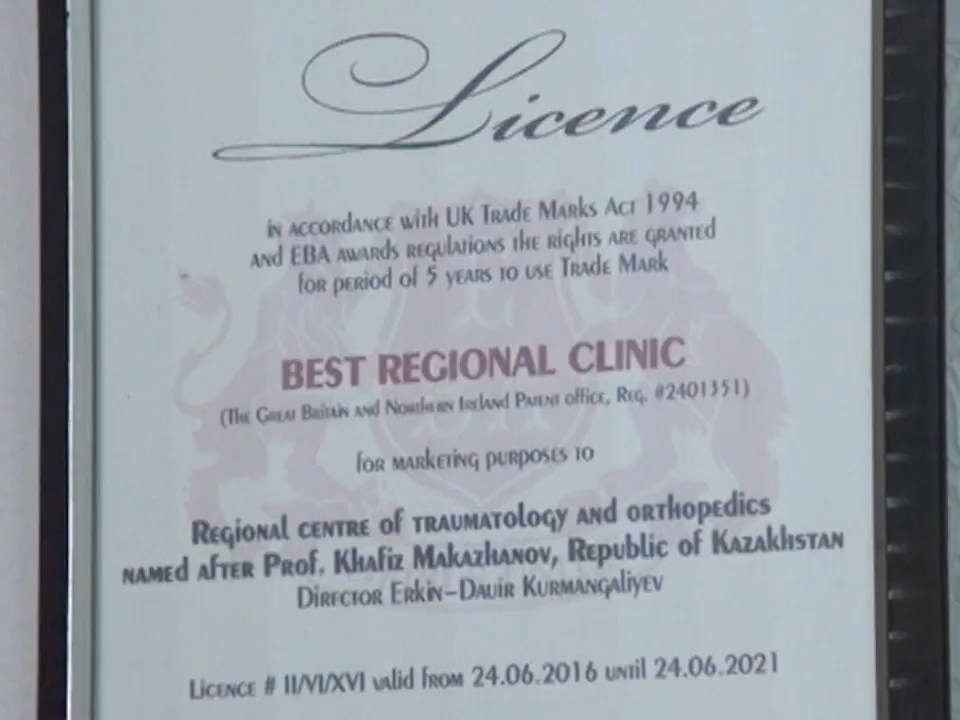 Licence
in accordance with UK Trade Marks Act 1994
and EBA awards regulations the rights are granted
for period of 5 years to use Trade Mark
BEST REGIONAL CLINIC
(The Great Britain and Northern Ireland Patent office, Reg. #2401351)
for marketing purposes to
Regional centre of traumatology and orthopedics
named after Prof. Khafiz Makazhanov, Republic of Kazakhstan
Director Erkin-Dauir Kurmangaliyev
Licence # II/VI/XVI valid from 24.06.2016 until 24.06.2021